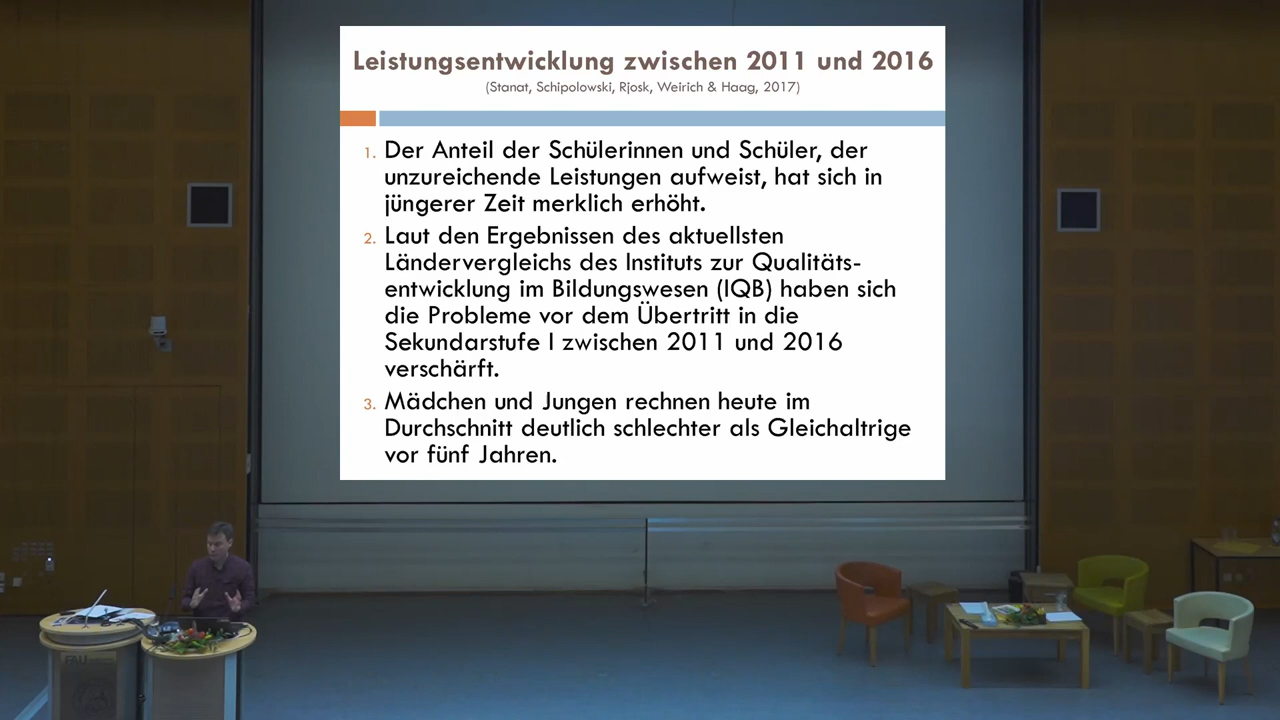 Leistungsentwicklung zwischen 2011 und 2016
(Stanat, Schipolowski, Rjosk, Weirich & Haag, 2017)
1. Der Anteil der Schülerinnen und Schüler, der
unzureichende Leistungen aufweist, hat sich in
jüngerer Zeit merklich erhöht.
2. Laut den Ergebnissen des aktuellsten
Ländervergleichs des Instituts zur Qualitäts-
entwicklung im Bildungswesen (IQB) haben sich
die Probleme vor dem Übertritt in die
Sekundarstufe I zwischen 2011 und 2016
verschärft.
3. Mädchen und Jungen rechnen heute im
Durchschnitt deutlich schlechter als Gleichaltrige
vor fünf Jahren.
FAU